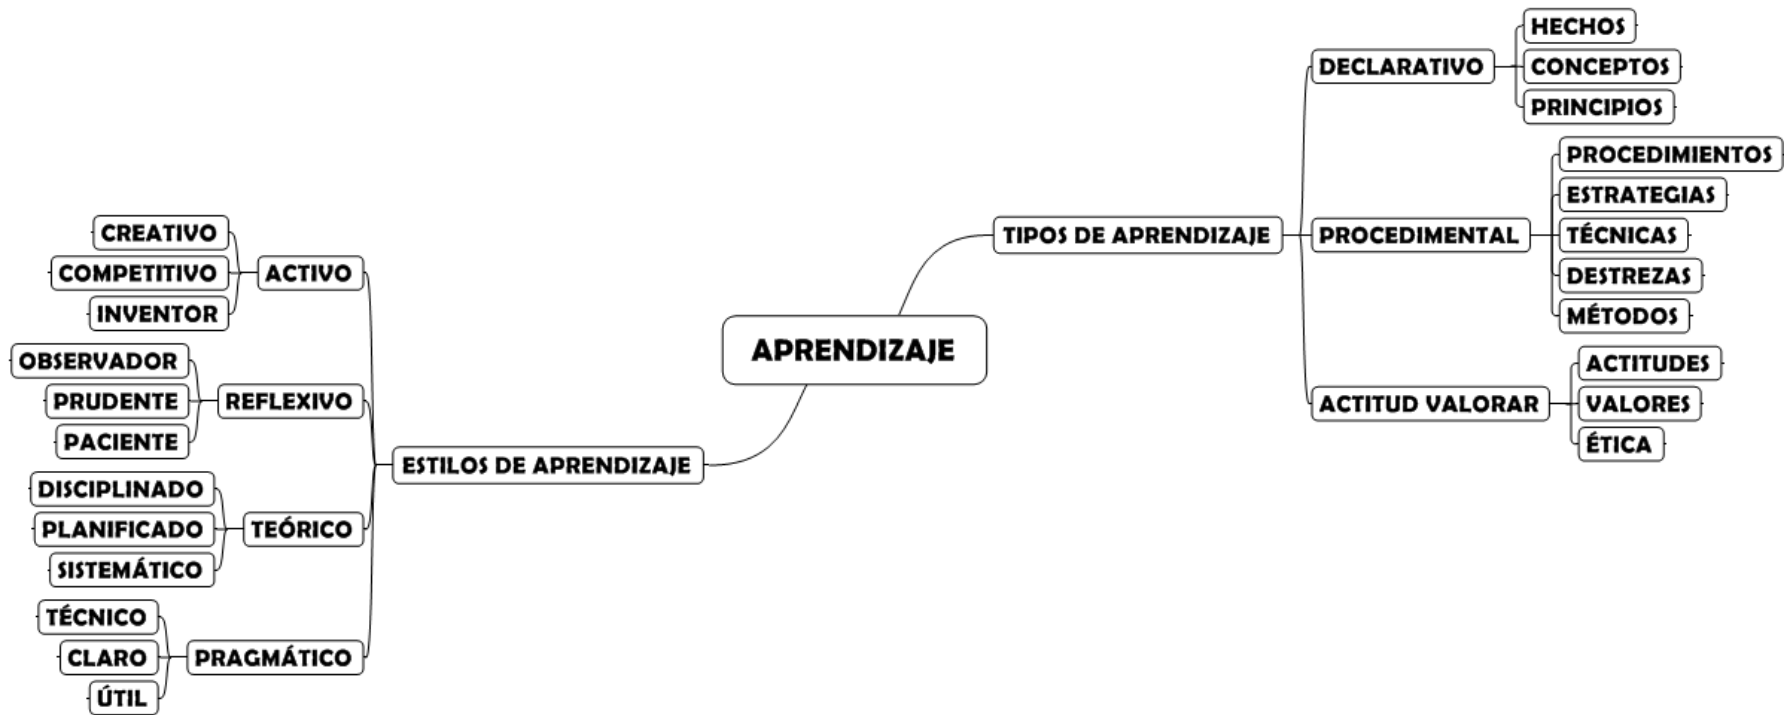 APRENDIZAJE
TIPOS DE APRENDIZAJE
DECLARATIVO
HECHOS
CONCEPTOS
PRINCIPIOS
PROCEDIMENTAL
PROCEDIMIENTOS
ESTRATEGIAS
TÉCNICAS
DESTREZAS
MÉTODOS
ACTITUD VALORAR
ACTITUDES
VALORES
ÉTICA
ESTILOS DE APRENDIZAJE
ACTIVO
CREATIVO
COMPETITIVO
INVENTOR
REFLEXIVO
OBSERVADOR
PRUDENTE
PACIENTE
TEÓRICO
DISCIPLINADO
PLANIFICADO
SISTEMÁTICO
PRAGMÁTICO
TÉCNICO
CLARO
ÚTIL